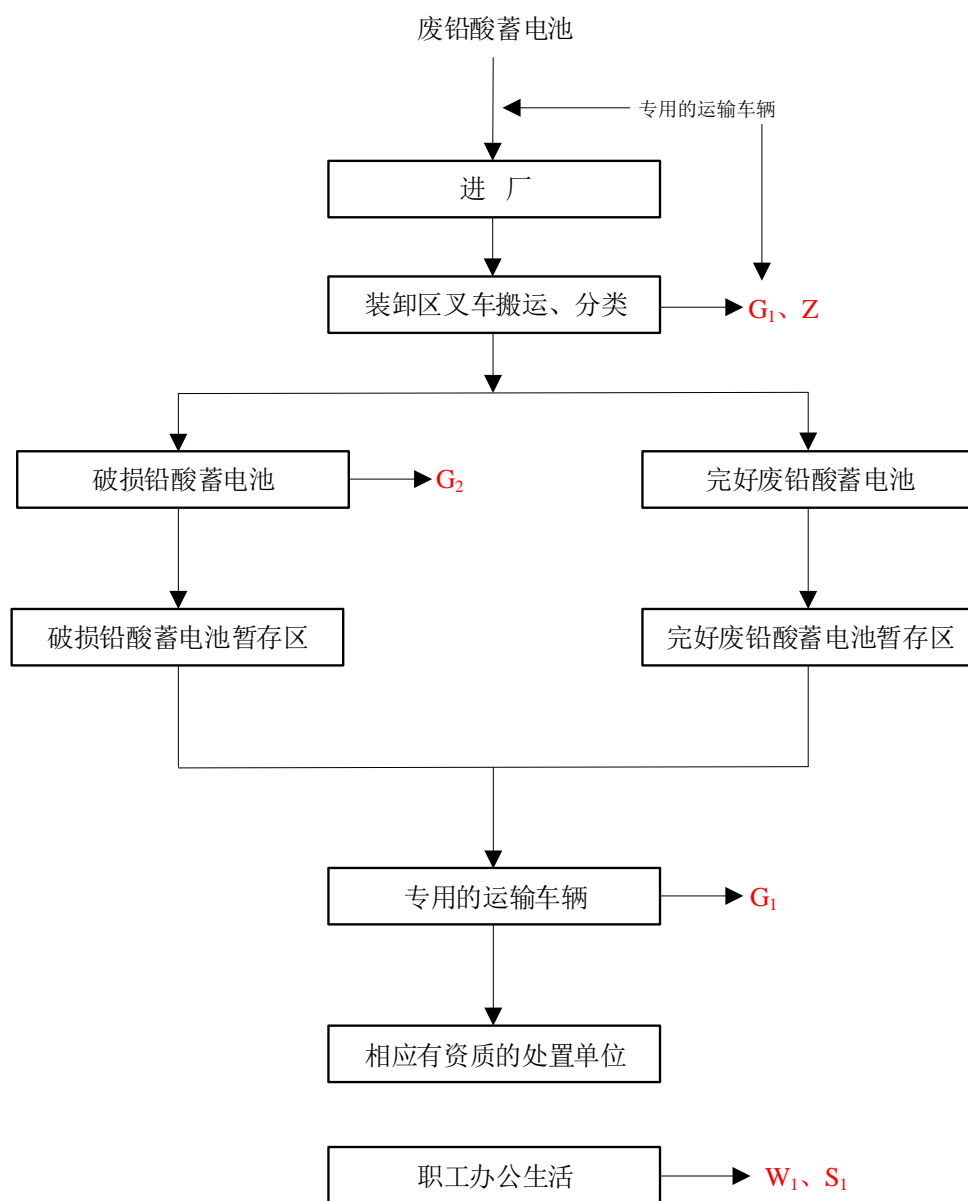 废铅酸蓄电池
专用的运输车辆
进 厂
装卸区叉车搬运、分类
G₁、Z
破损铅酸蓄电池
G₂
完好废铅酸蓄电池
破损铅酸蓄电池暂存区
完好废铅酸蓄电池暂存区
专用的运输车辆
G₁
相应有资质的处置单位
职工办公生活
W₁、S₁